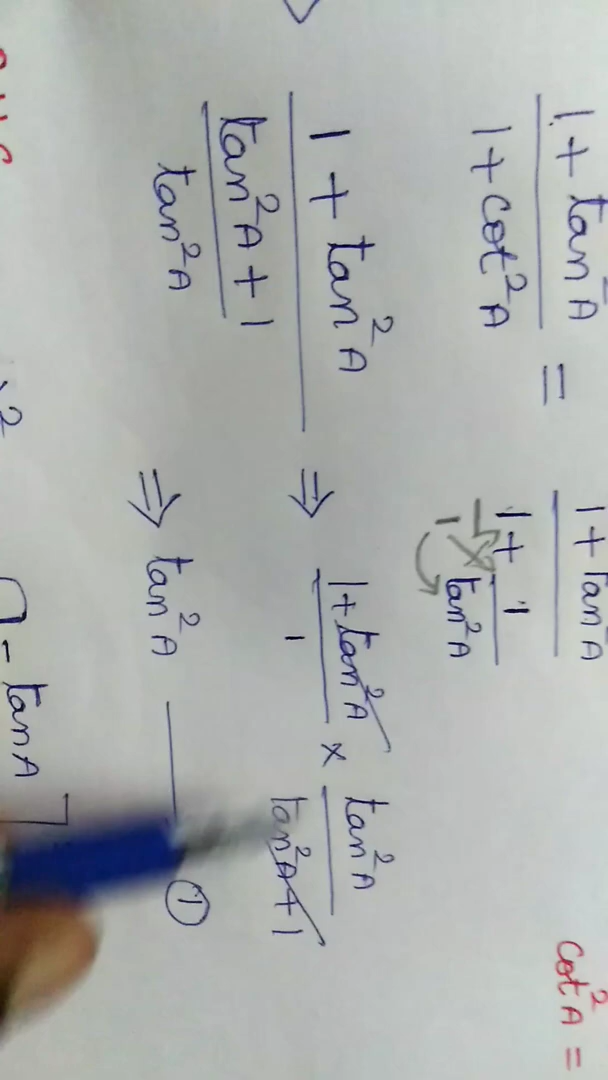 1 + tan²A / 1 + cot²A = 1 + tan²A / 1 + 1/tan²A
cot²A =
1 + tan²A / (tan²A + 1 / tan²A) ⇒ 1 + tan²A / 1 × tan²A / tan²A + 1
⇒ tan²A — ①
- tanA